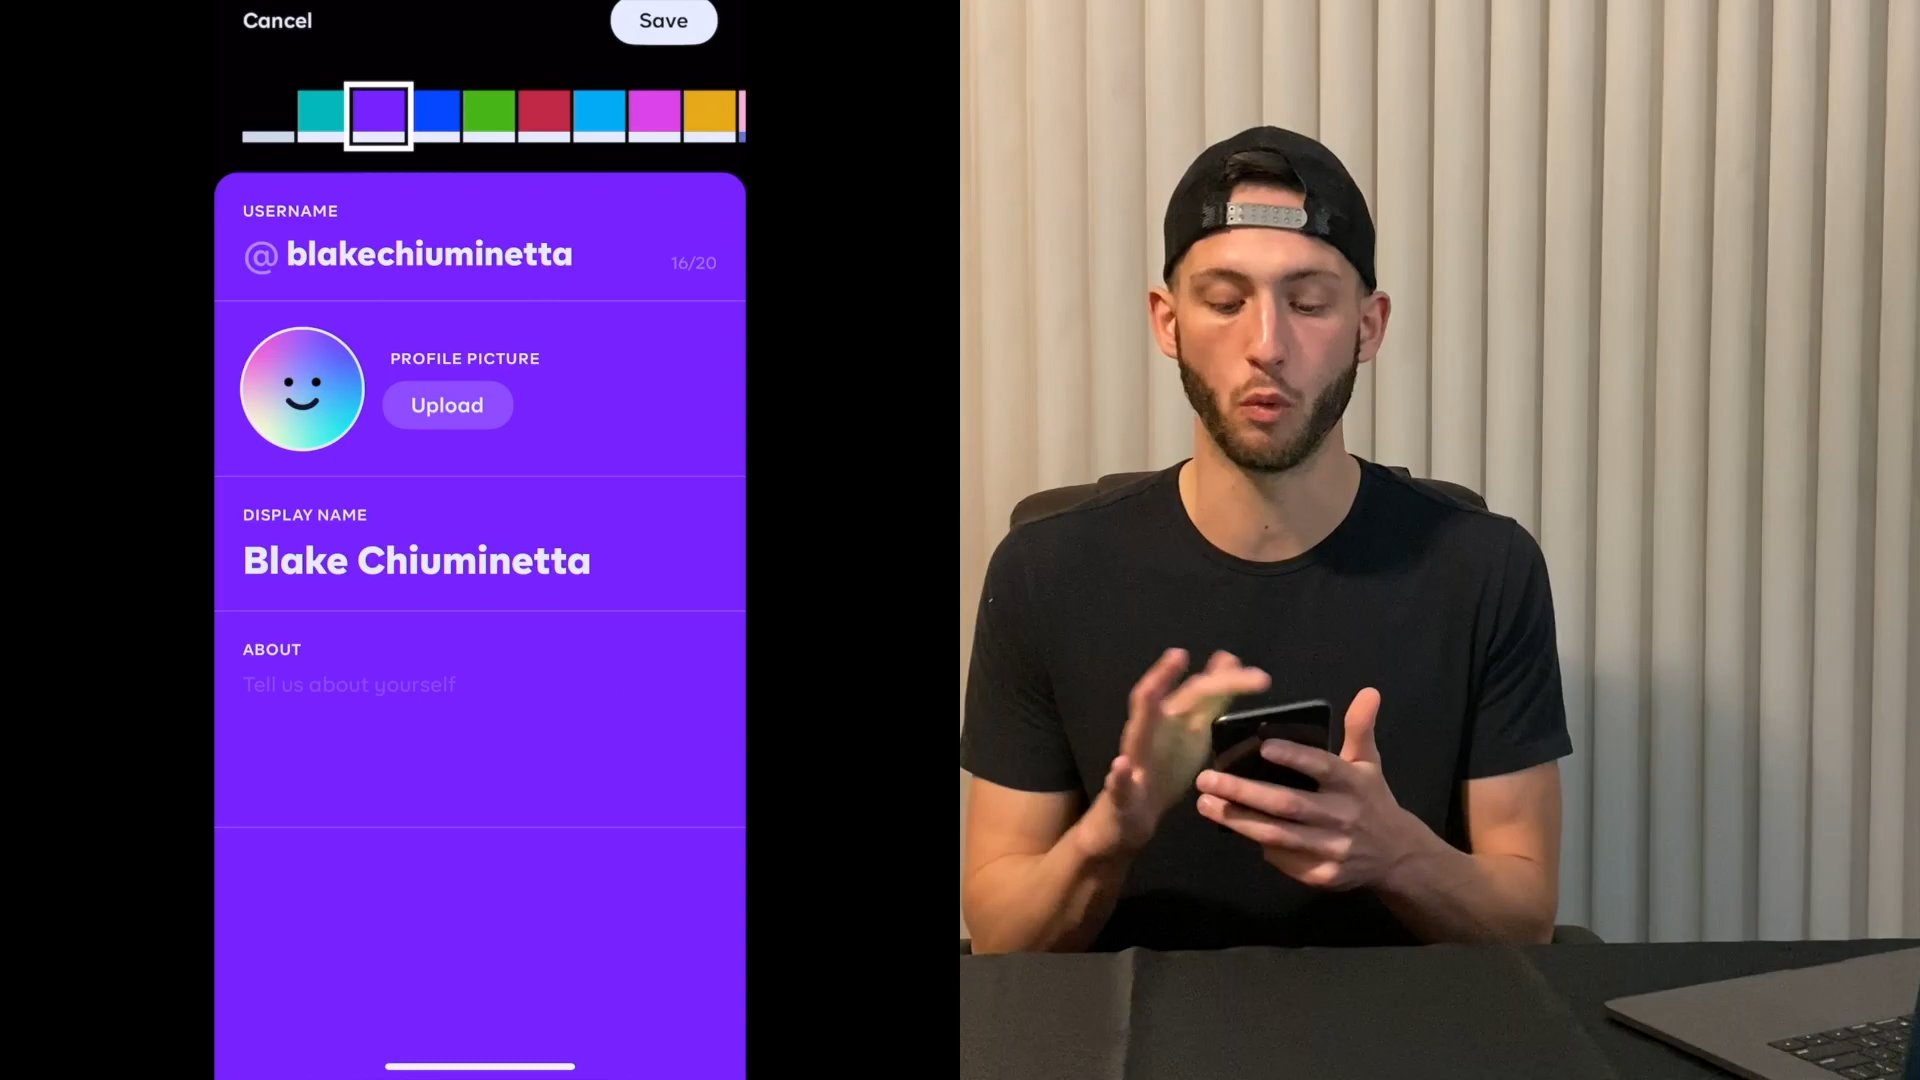 Cancel
Save
USERNAME
@ blakechiuminetta
16/20
PROFILE PICTURE
Upload
DISPLAY NAME
Blake Chiuminetta
ABOUT
Tell us about yourself